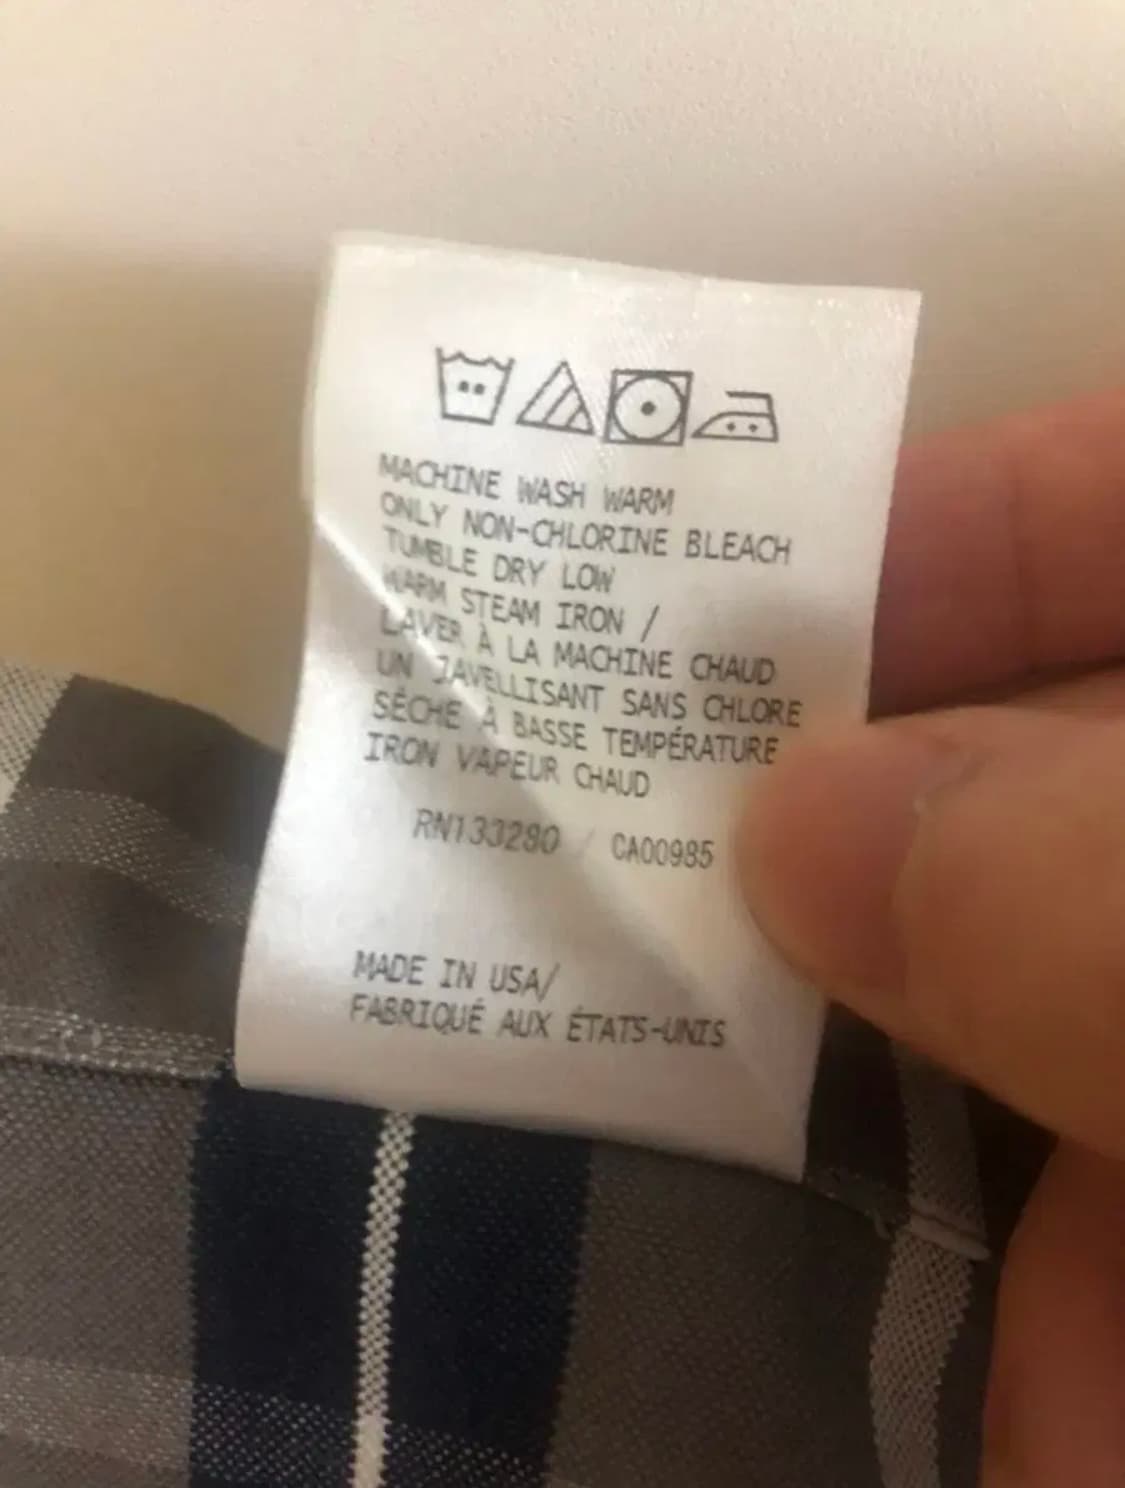 MACHINE WASH WARM
ONLY NON-CHLORINE BLEACH
TUMBLE DRY LOW
WARM STEAM IRON /
LAVER À LA MACHINE CHAUD
UN JAVELLISANT SANS CHLORE
SÉCHE À BASSE TEMPÉRATURE
IRON VAPEUR CHAUD
RN133280 / CA00985
MADE IN USA/
FABRIQUÉ AUX ÉTATS-UNIS